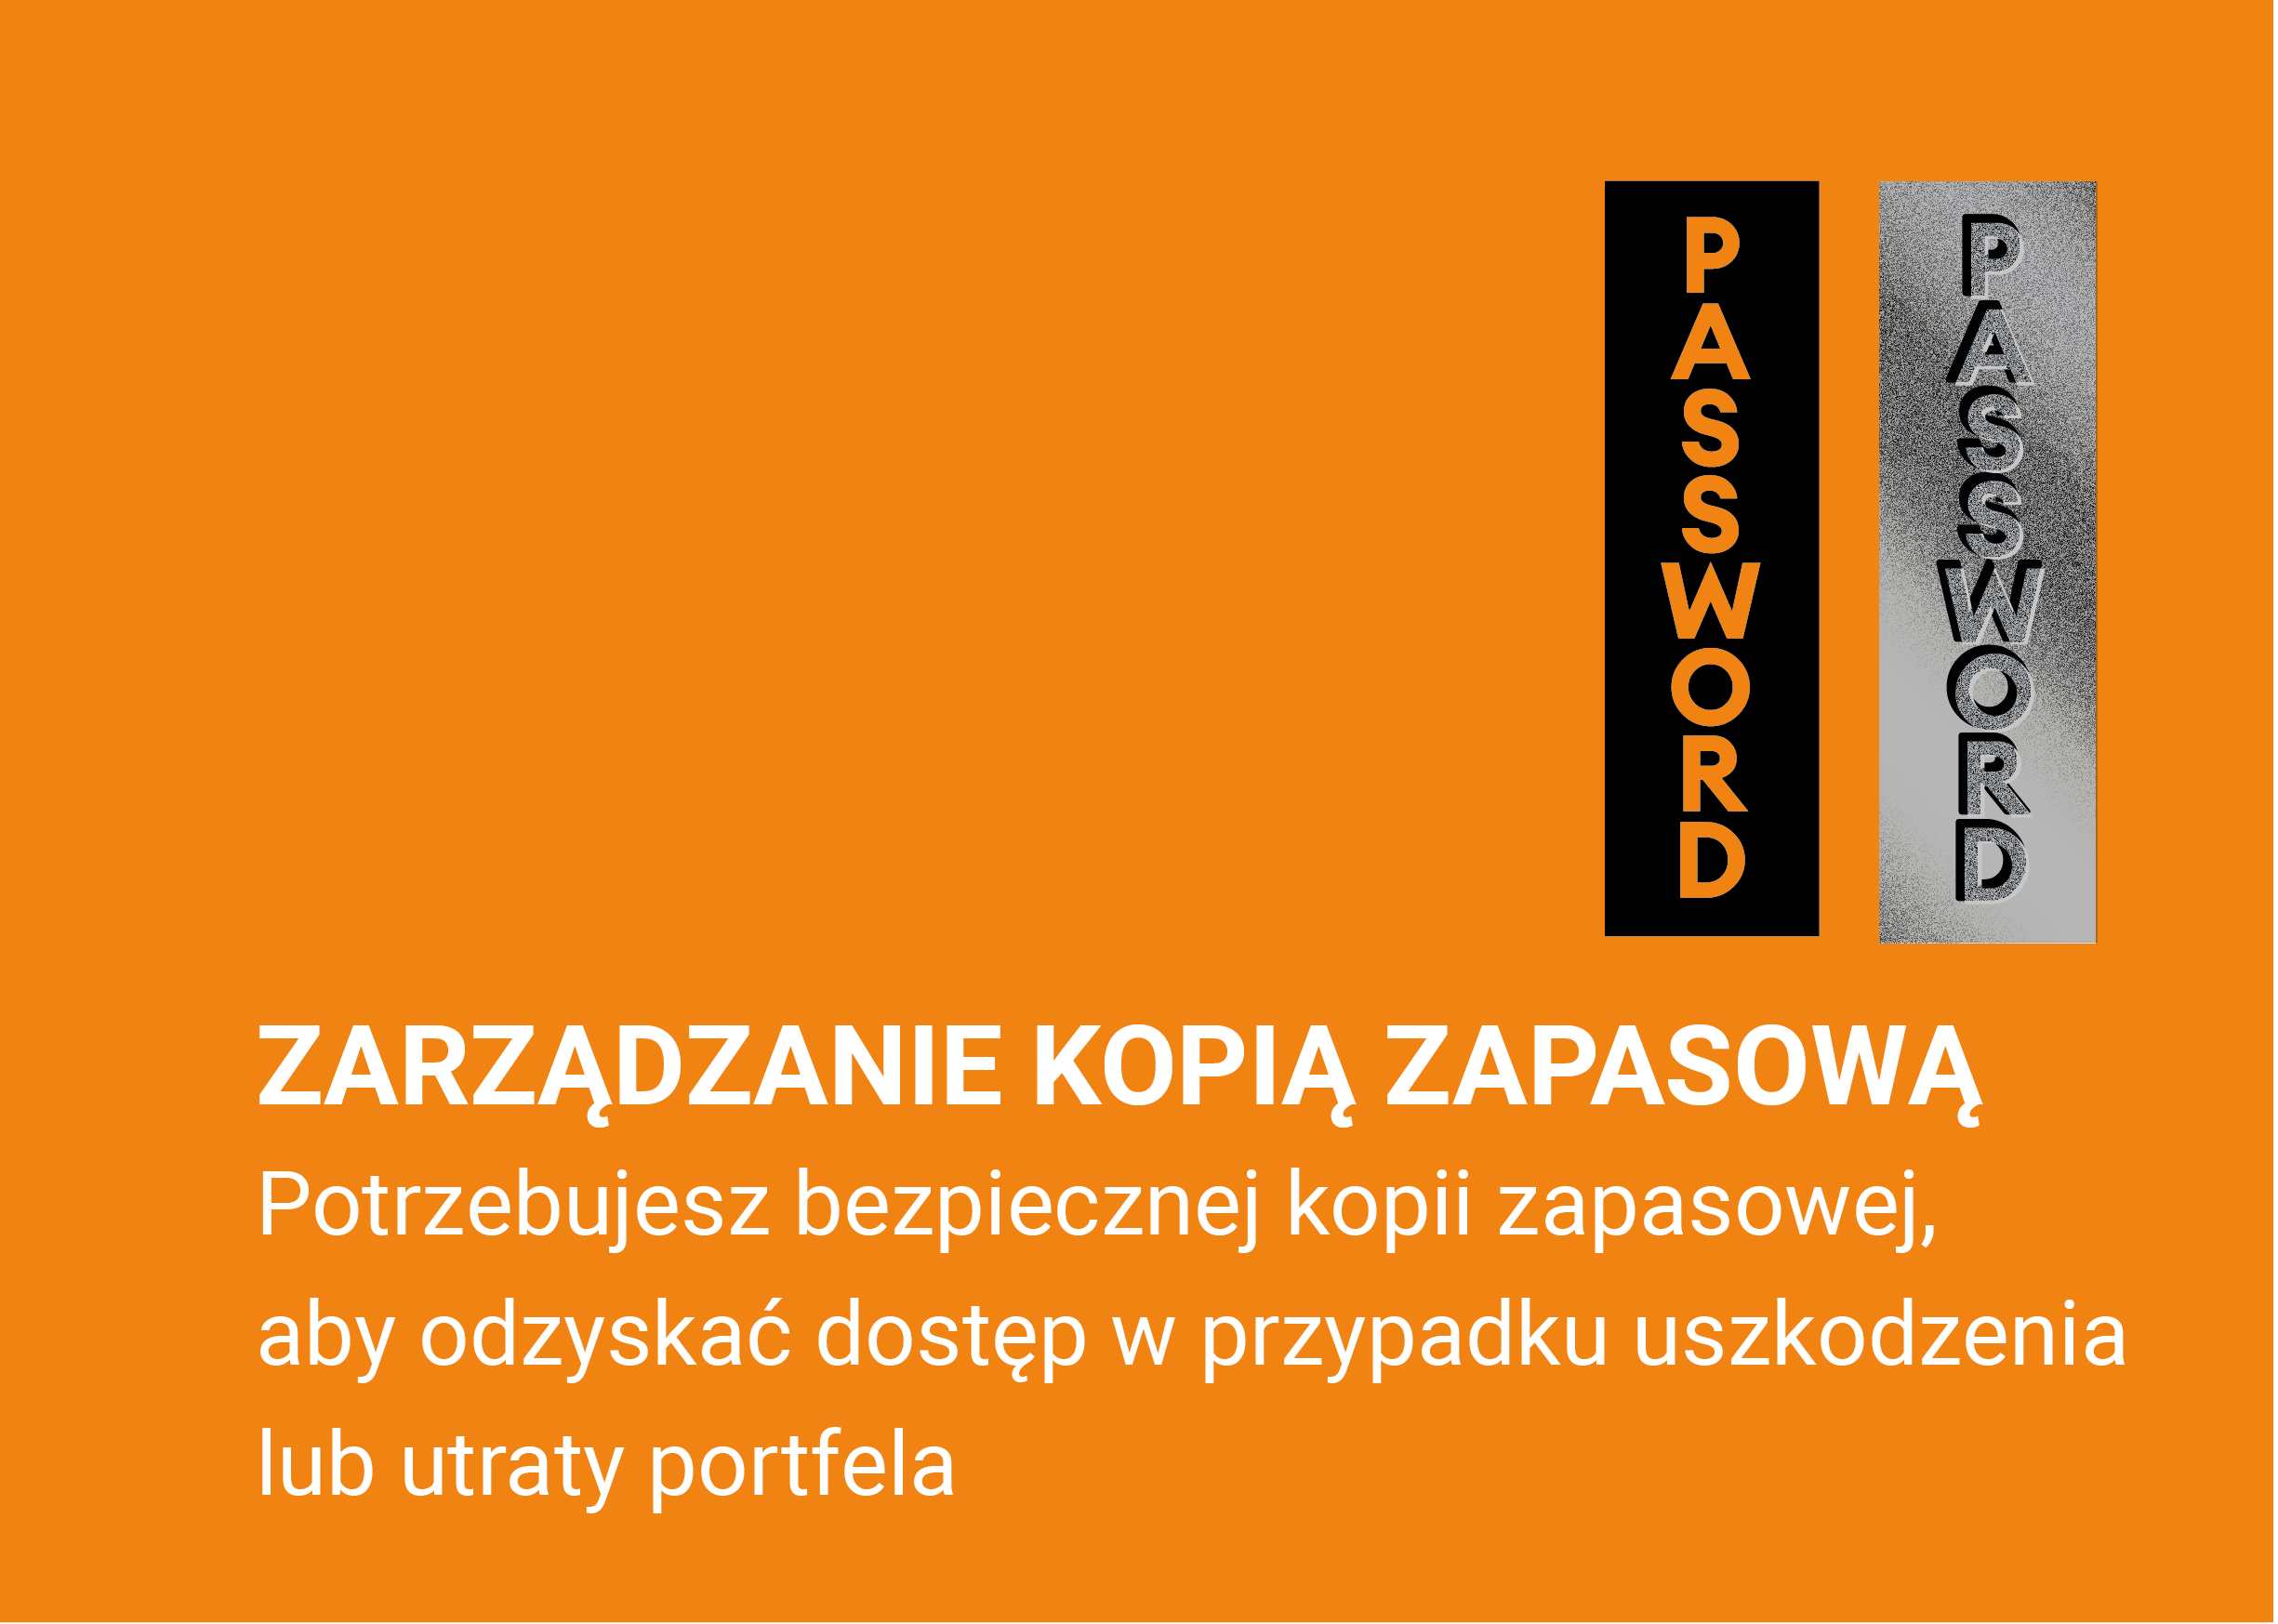 PASSWORD
PASSWORD
ZARZĄDZANIE KOPIĄ ZAPASOWĄ
Potrzebujesz bezpiecznej kopii zapasowej,
aby odzyskać dostęp w przypadku uszkodzenia
lub utraty portfela